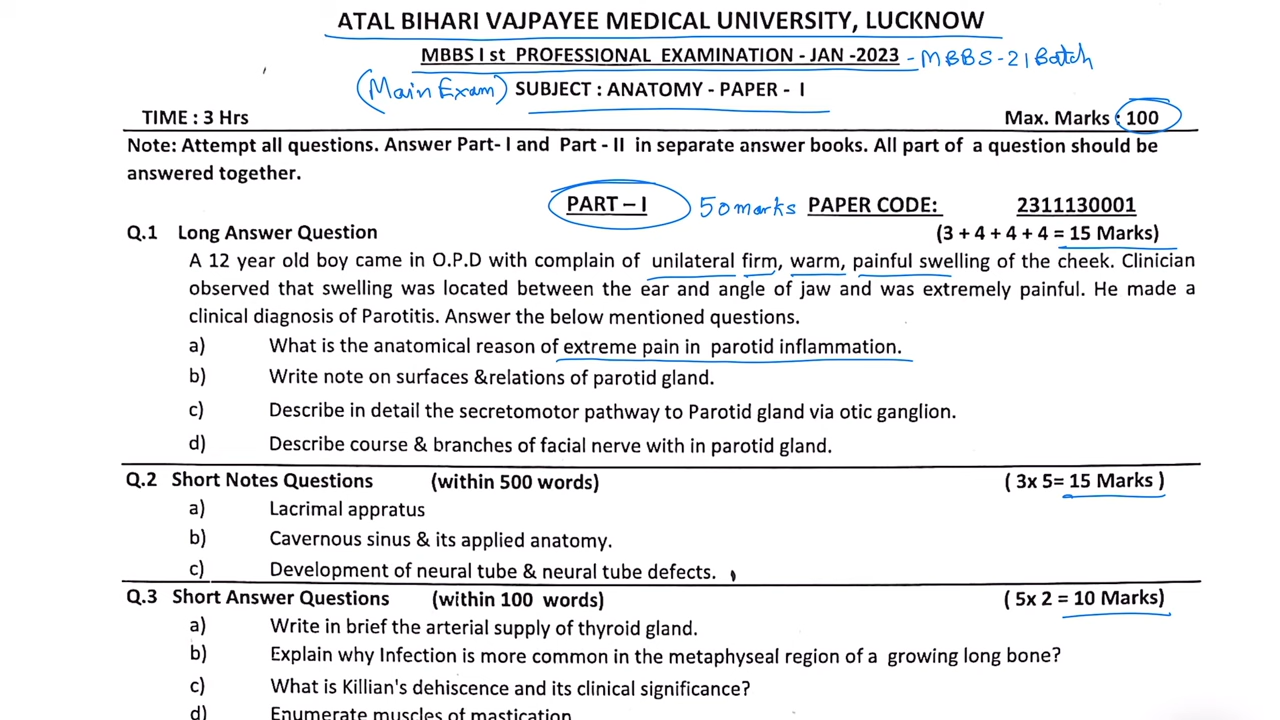 ATAL BIHARI VAJPAYEE MEDICAL UNIVERSITY, LUCKNOW
MBBS I st PROFESSIONAL EXAMINATION - JAN -2023 - MBBS-21 Batch
(Main Exam) SUBJECT : ANATOMY - PAPER - I
TIME : 3 Hrs Max. Marks : 100
Note: Attempt all questions. Answer Part- I and Part - II in separate answer books. All part of a question should be
answered together.
PART – I 50 marks PAPER CODE: 2311130001
Q.1 Long Answer Question (3 + 4 + 4 + 4 = 15 Marks)
A 12 year old boy came in O.P.D with complain of unilateral firm, warm, painful swelling of the cheek. Clinician
observed that swelling was located between the ear and angle of jaw and was extremely painful. He made a
clinical diagnosis of Parotitis. Answer the below mentioned questions.
a) What is the anatomical reason of extreme pain in parotid inflammation.
b) Write note on surfaces &relations of parotid gland.
c) Describe in detail the secretomotor pathway to Parotid gland via otic ganglion.
d) Describe course & branches of facial nerve with in parotid gland.
Q.2 Short Notes Questions (within 500 words) ( 3x 5= 15 Marks )
a) Lacrimal appratus
b) Cavernous sinus & its applied anatomy.
c) Development of neural tube & neural tube defects.
Q.3 Short Answer Questions (within 100 words) ( 5x 2 = 10 Marks)
a) Write in brief the arterial supply of thyroid gland.
b) Explain why Infection is more common in the metaphyseal region of a growing long bone?
c) What is Killian's dehiscence and its clinical significance?
d) Enumerate muscles of mastication